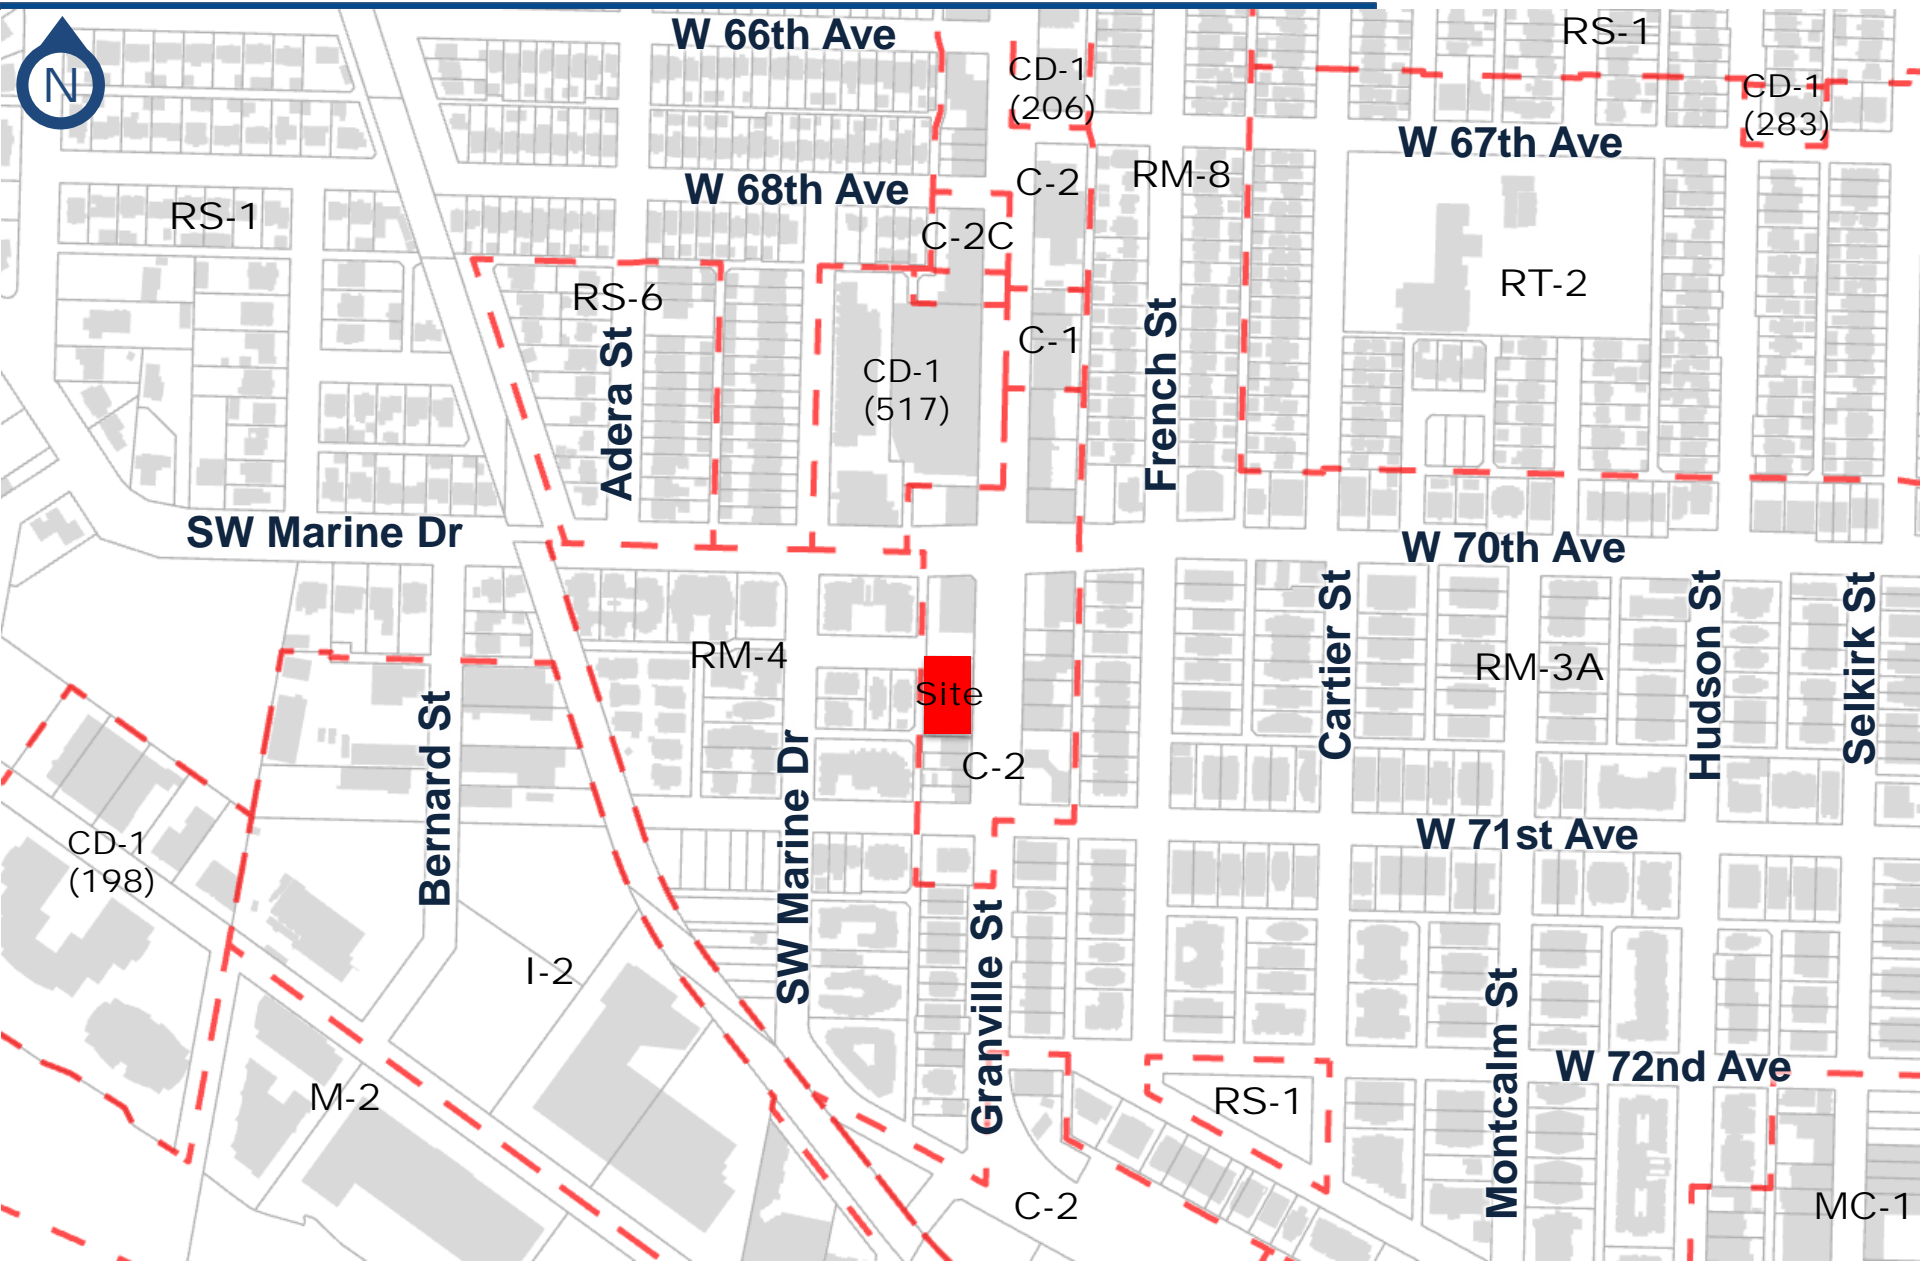 W 66th Ave
RS-1
N
CD-1
(206)
CD-1
(283)
W 67th Ave
W 68th Ave
C-2
RM-8
RS-1
C-2C
RS-6
RT-2
C-1
CD-1
(517)
Adera St
French St
SW Marine Dr
W 70th Ave
RM-4
Cartier St
RM-3A
Hudson St
Selkirk St
Site
Bernard St
SW Marine Dr
C-2
W 71st Ave
CD-1
(198)
I-2
Granville St
Montcalm St
W 72nd Ave
M-2
RS-1
C-2
MC-1